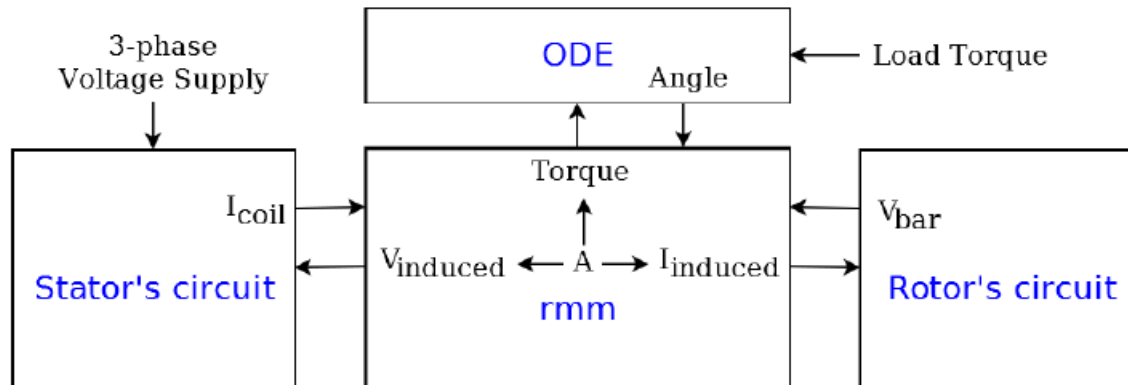 3-phase
Voltage Supply
ODE
Angle
Load Torque
Torque
I_coil
V_induced
A
I_induced
V_bar
Stator's circuit
rmm
Rotor's circuit